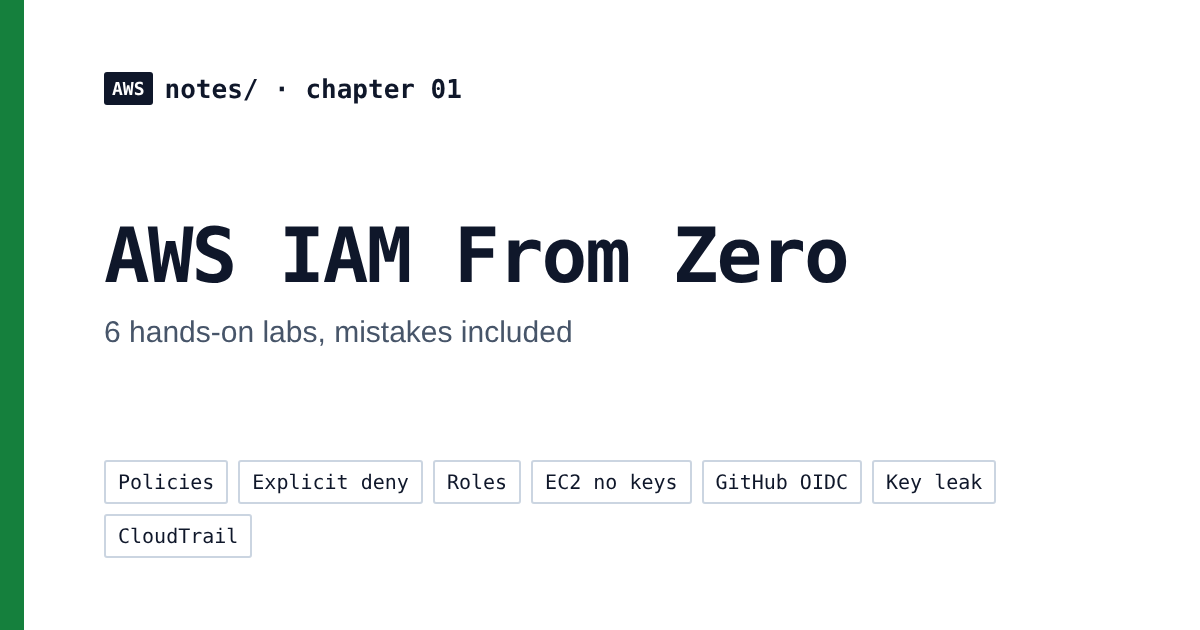 AWS notes/ · chapter 01
AWS IAM From Zero
6 hands-on labs, mistakes included
Policies Explicit deny Roles EC2 no keys GitHub OIDC Key leak
CloudTrail